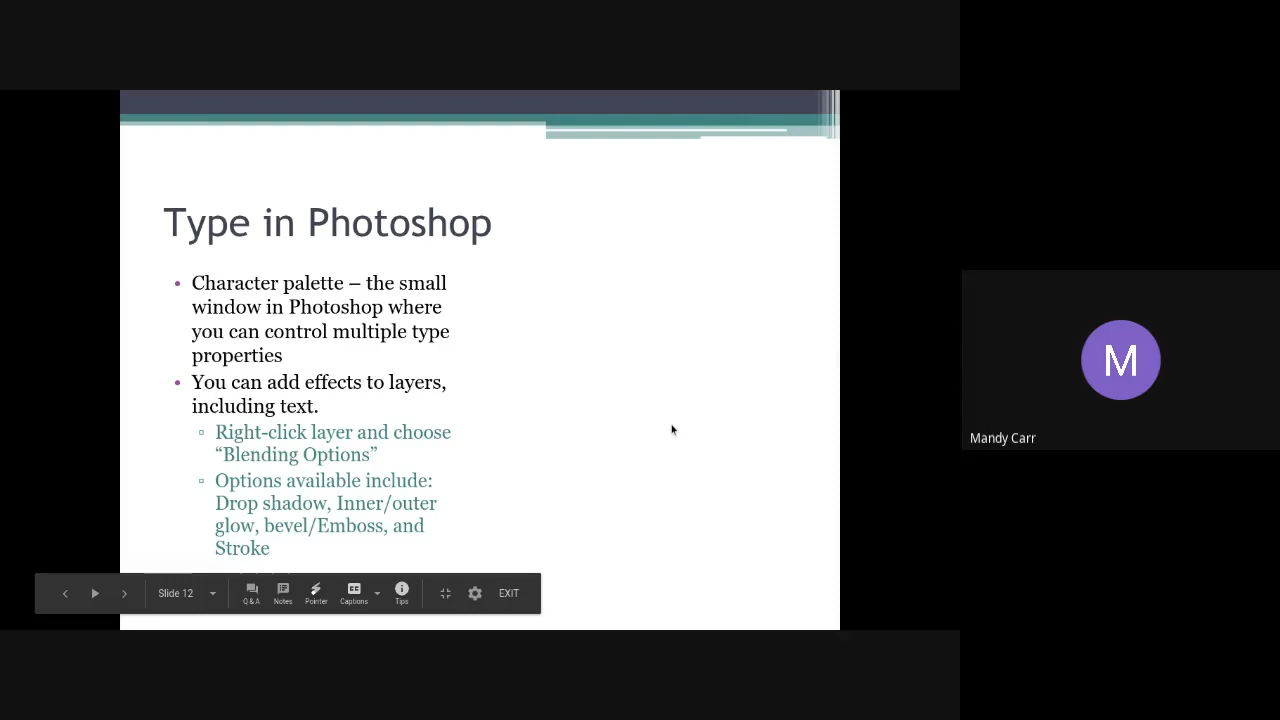 Type in Photoshop
• Character palette – the small
window in Photoshop where
you can control multiple type
properties
• You can add effects to layers,
including text.
▫ Right-click layer and choose
“Blending Options”
▫ Options available include:
Drop shadow, Inner/outer
glow, bevel/Emboss, and
Stroke
Slide 12
Q & A
Notes
Pointer
CC
Captions
Tips
EXIT
M
Mandy Carr